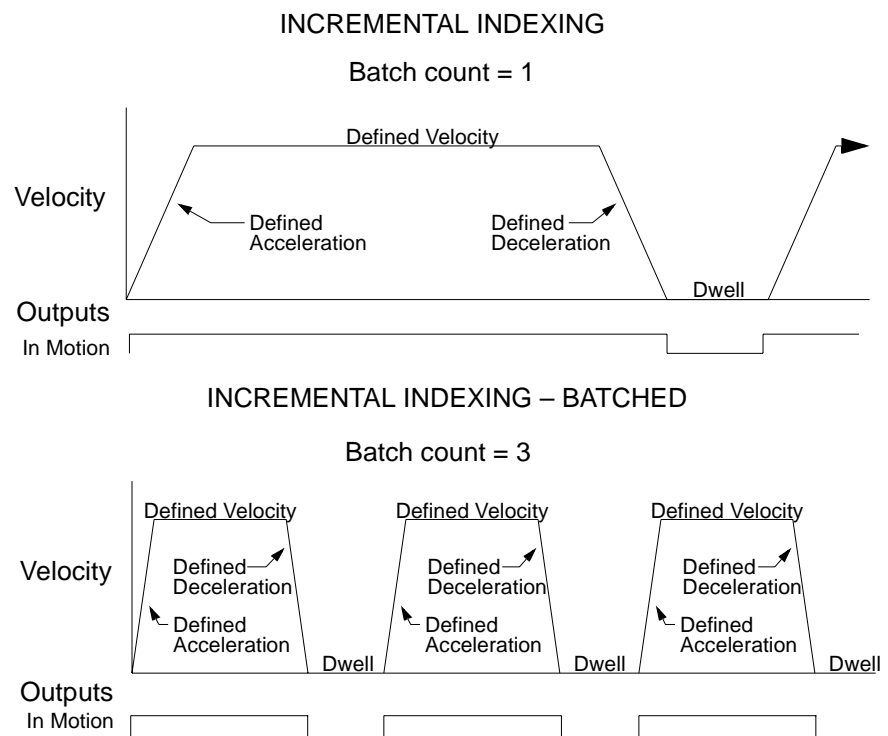 INCREMENTAL INDEXING
Batch count = 1
Defined Velocity
Velocity
Defined
Acceleration
Defined
Deceleration
Dwell
Outputs
In Motion
INCREMENTAL INDEXING – BATCHED
Batch count = 3
Defined Velocity
Defined Velocity
Defined Velocity
Velocity
Defined
Deceleration
Defined
Acceleration
Defined
Deceleration
Defined
Acceleration
Defined
Deceleration
Defined
Acceleration
Dwell
Dwell
Dwell
Outputs
In Motion